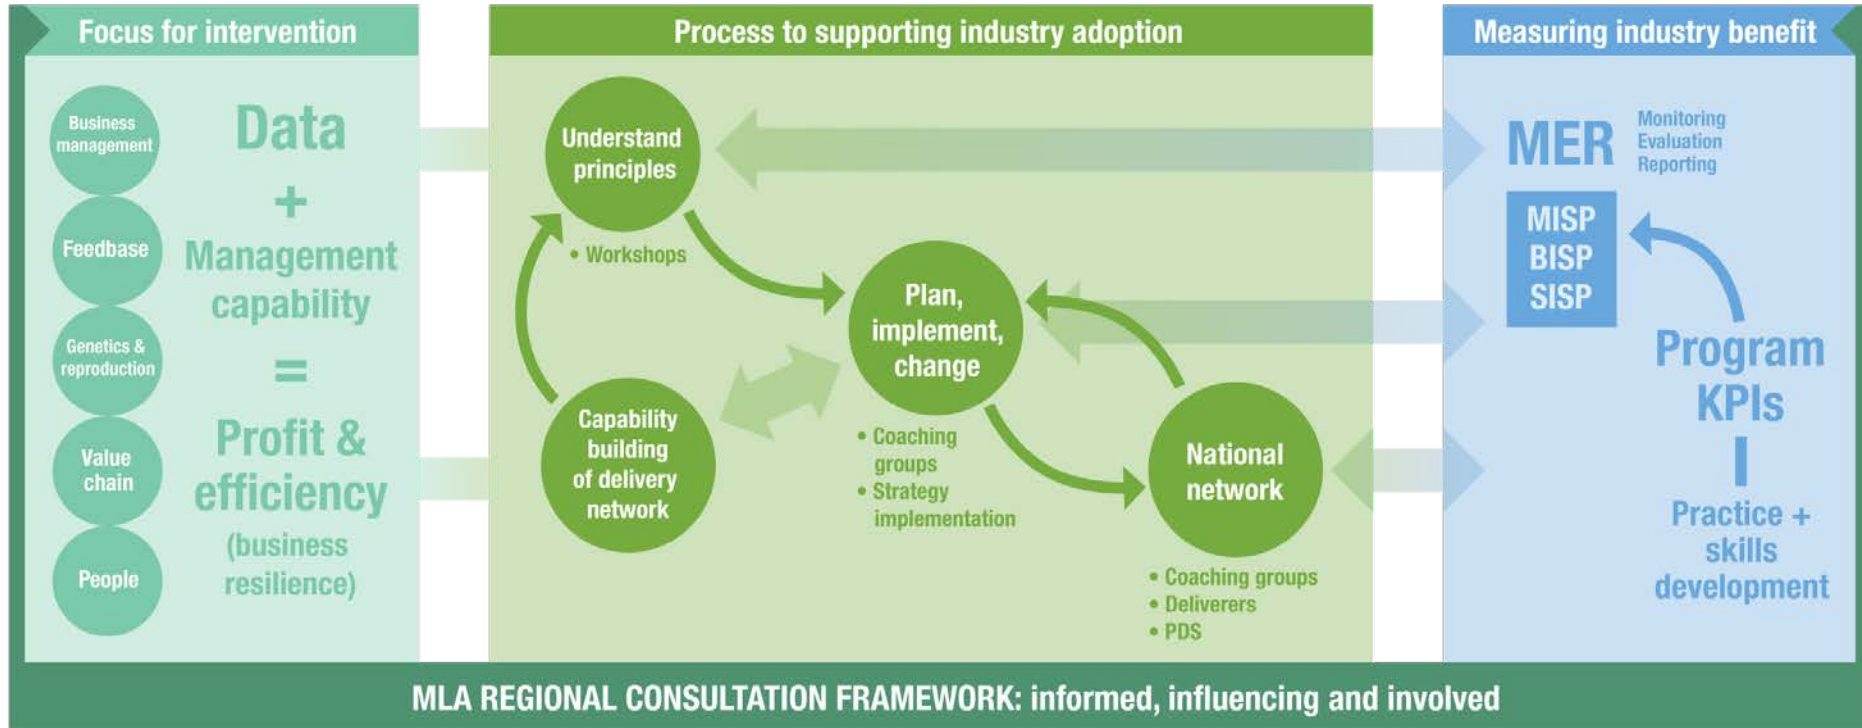 Focus for intervention
Business
management
Feedbase
Genetics &
reproduction
Value
chain
People
Data
+
Management
capability
=
Profit &
efficiency
(business
resilience)
Process to supporting industry adoption
Understand
principles
• Workshops
Capability
building
of delivery
network
Plan,
implement,
change
• Coaching
groups
• Strategy
implementation
National
network
• Coaching groups
• Deliverers
• PDS
Measuring industry benefit
MER
Monitoring
Evaluation
Reporting
MISP
BISP
SISP
Program
KPIs
Practice +
skills
development
MLA REGIONAL CONSULTATION FRAMEWORK: informed, influencing and involved